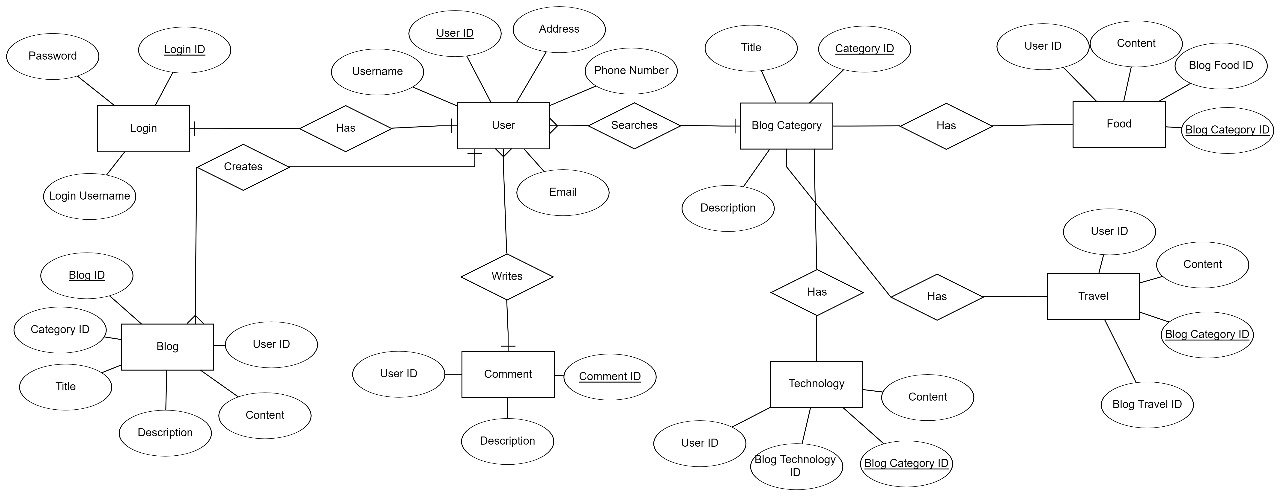 Password
Login ID
Username
User ID
Address
Phone Number
Title
Category ID
User ID
Content
Blog Food ID
Blog Category ID
Login
Has
User
Searches
Blog Category
Has
Food
Creates
Login Username
Email
Description
User ID
Content
Blog ID
Writes
Has
Has
Travel
Category ID
User ID
Blog Category ID
Blog
Title
User ID
Comment
Comment ID
Technology
Content
Blog Travel ID
Description
Content
Description
User ID
Blog Technology
ID
Blog Category ID